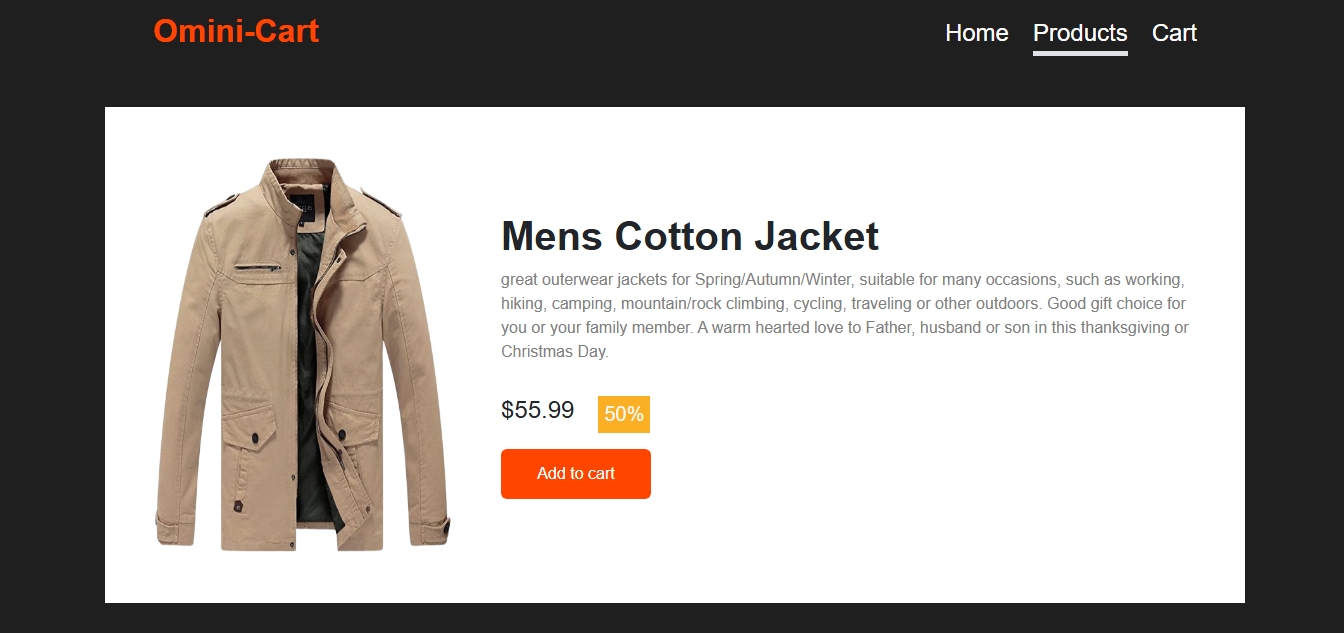 Omini-Cart
Home Products Cart
Mens Cotton Jacket
great outerwear jackets for Spring/Autumn/Winter, suitable for many occasions, such as working,
hiking, camping, mountain/rock climbing, cycling, traveling or other outdoors. Good gift choice for
you or your family member. A warm hearted love to Father, husband or son in this thanksgiving or
Christmas Day.
$55.99 50%
Add to cart